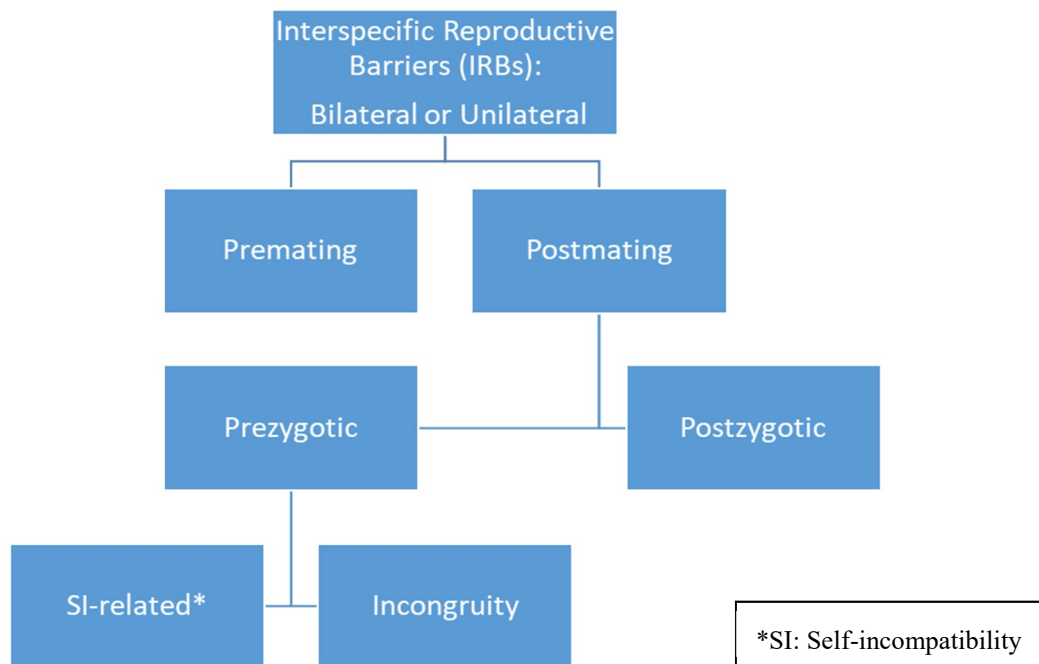 Interspecific Reproductive
Barriers (IRBs):
Bilateral or Unilateral
Premating
Postmating
Prezygotic
Postzygotic
SI-related*
Incongruity
*SI: Self-incompatibility